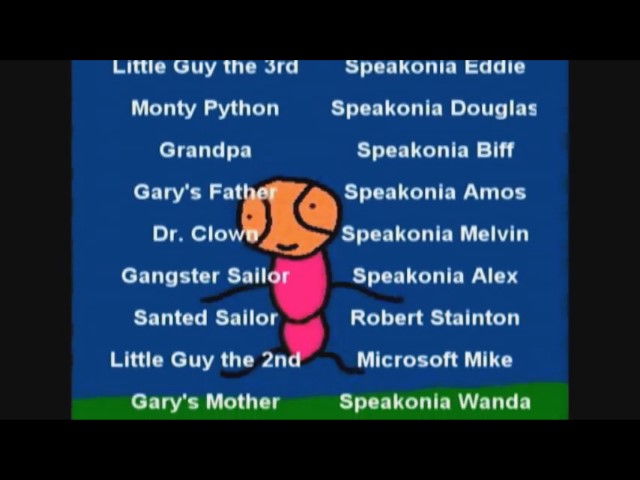 Little Guy the 3rd Speakonia Eddie
Monty Python Speakonia Douglas
Grandpa Speakonia Biff
Gary's Father Speakonia Amos
Dr. Clown Speakonia Melvin
Gangster Sailor Speakonia Alex
Santed Sailor Robert Stainton
Little Guy the 2nd Microsoft Mike
Gary's Mother Speakonia Wanda